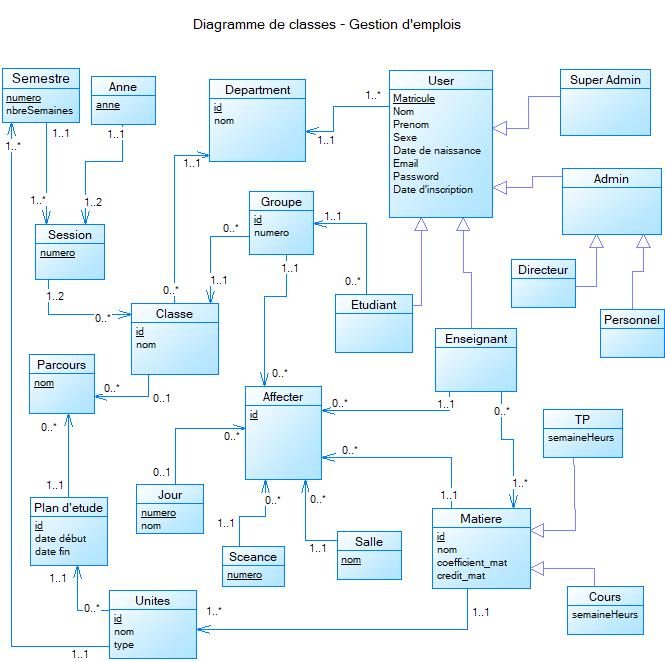 Diagramme de classes - Gestion d'emplois
Semestre
numero
nbreSemaines
Anne
anne
Department
id
nom
User
Matricule
Nom
Prenom
Sexe
Date de naissance
Email
Password
Date d'inscription
Super Admin
Admin
1..*
1..1
1..1
1..*
1..1
1..1
1..*
1..2
Session
numero
Groupe
id
numero
0..*
1..1
1..1
1..1
0..*
Directeur
Personnel
1..2
0..*
0..*
Classe
id
nom
Etudiant
Enseignant
Parcours
nom
0..*
0..1
0..*
Affecter
id
0..*
0..*
1..1
0..*
TP
semaineHeurs
0..*
0..*
0..*
0..1
1..1
1..1
1..*
Jour
numero
nom
0..*
0..*
1..1
1..1
Plan d'etude
id
date début
date fin
Sceance
numero
Salle
nom
Matiere
id
nom
coefficient_mat
credit_mat
1..1
0..*
Unites
id
nom
type
1..*
1..1
1..1
Cours
semaineHeurs